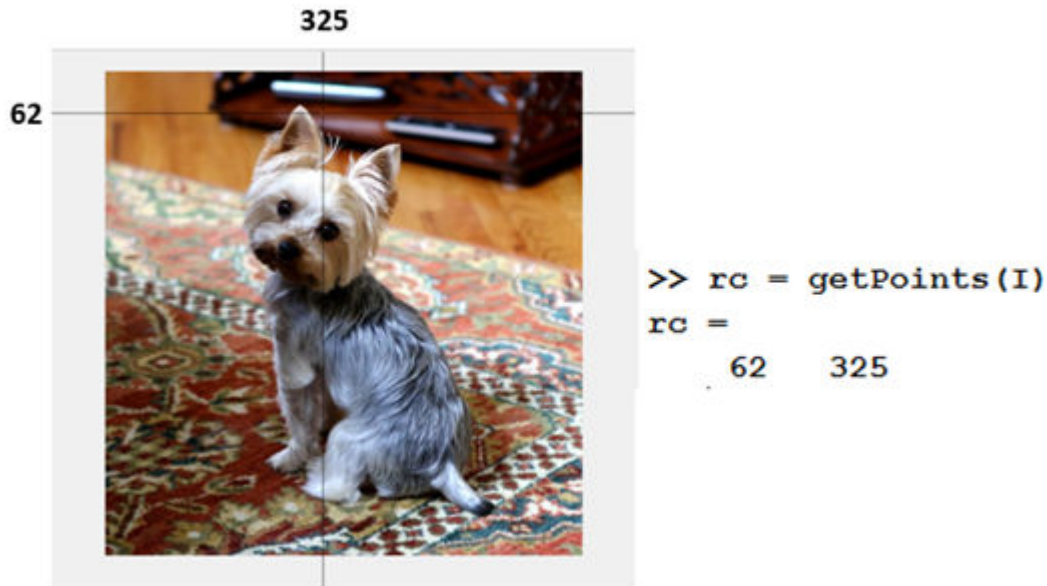 325
62
>> rc = getPoints(I)
rc =
62 325